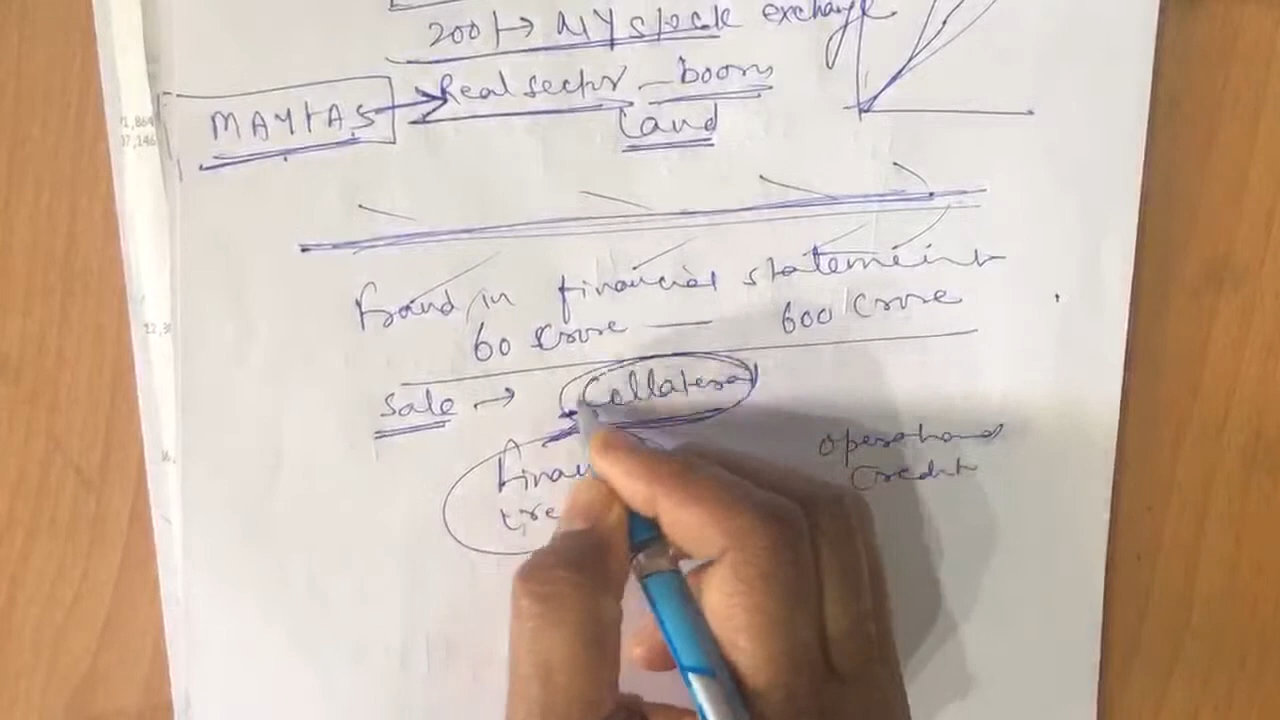 2001 → NY stock exchange
MAYTAS → Real sector - boom
Land
Fraud in financial statement
60 Crore — 600 Crore
Sale → Collateral
Operational
Credit